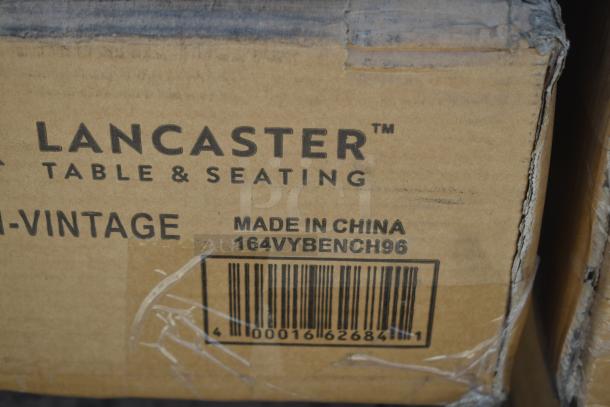 LANCASTER™
TABLE & SEATING
-VINTAGE
MADE IN CHINA
164VYBENCH96
4 00016 62684 1